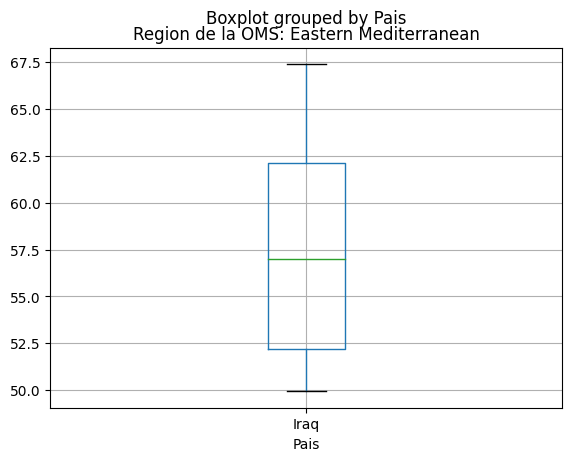 Boxplot grouped by Pais
Region de la OMS: Eastern Mediterranean
67.5
65.0
62.5
60.0
57.5
55.0
52.5
50.0
Iraq
Pais